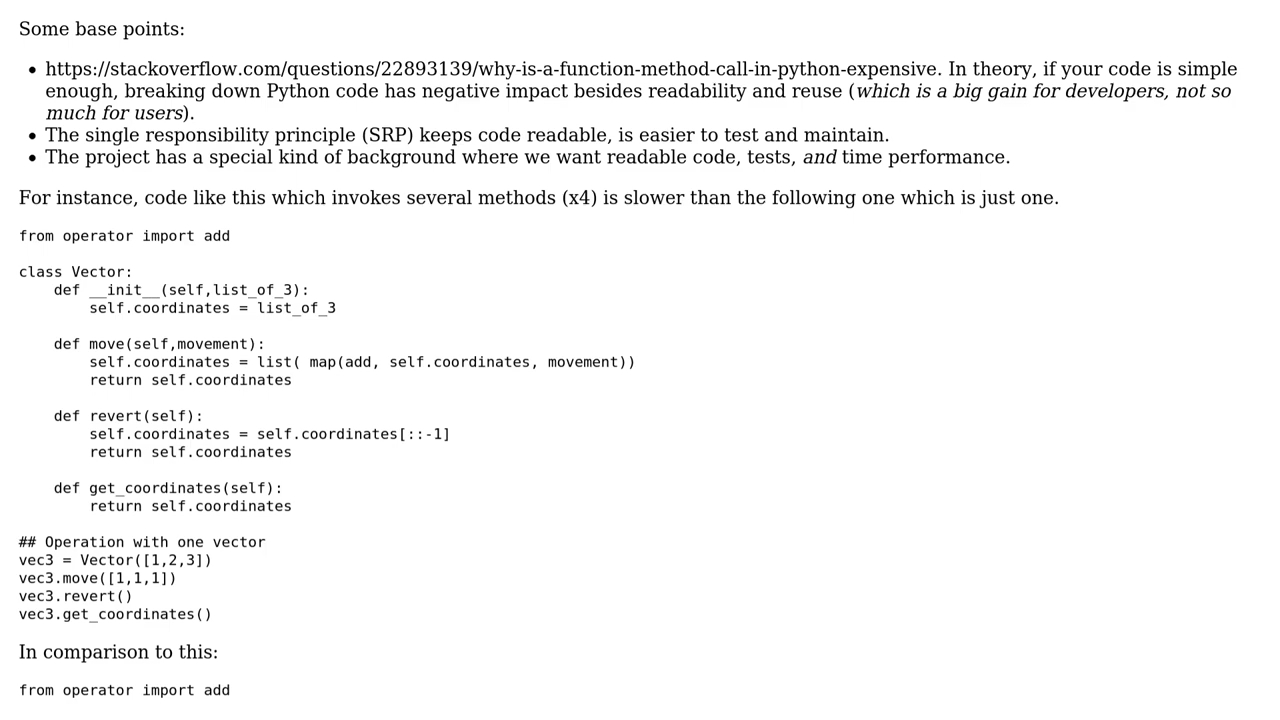 Some base points:
• https://stackoverflow.com/questions/22893139/why-is-a-function-method-call-in-python-expensive. In theory, if your code is simple
enough, breaking down Python code has negative impact besides readability and reuse (which is a big gain for developers, not so
much for users).
• The single responsibility principle (SRP) keeps code readable, is easier to test and maintain.
• The project has a special kind of background where we want readable code, tests, and time performance.
For instance, code like this which invokes several methods (x4) is slower than the following one which is just one.
from operator import add
class Vector:
    def __init__(self,list_of_3):
        self.coordinates = list_of_3
    def move(self,movement):
        self.coordinates = list( map(add, self.coordinates, movement))
        return self.coordinates
    def revert(self):
        self.coordinates = self.coordinates[::-1]
        return self.coordinates
    def get_coordinates(self):
        return self.coordinates
## Operation with one vector
vec3 = Vector([1,2,3])
vec3.move([1,1,1])
vec3.revert()
vec3.get_coordinates()
In comparison to this:
from operator import add